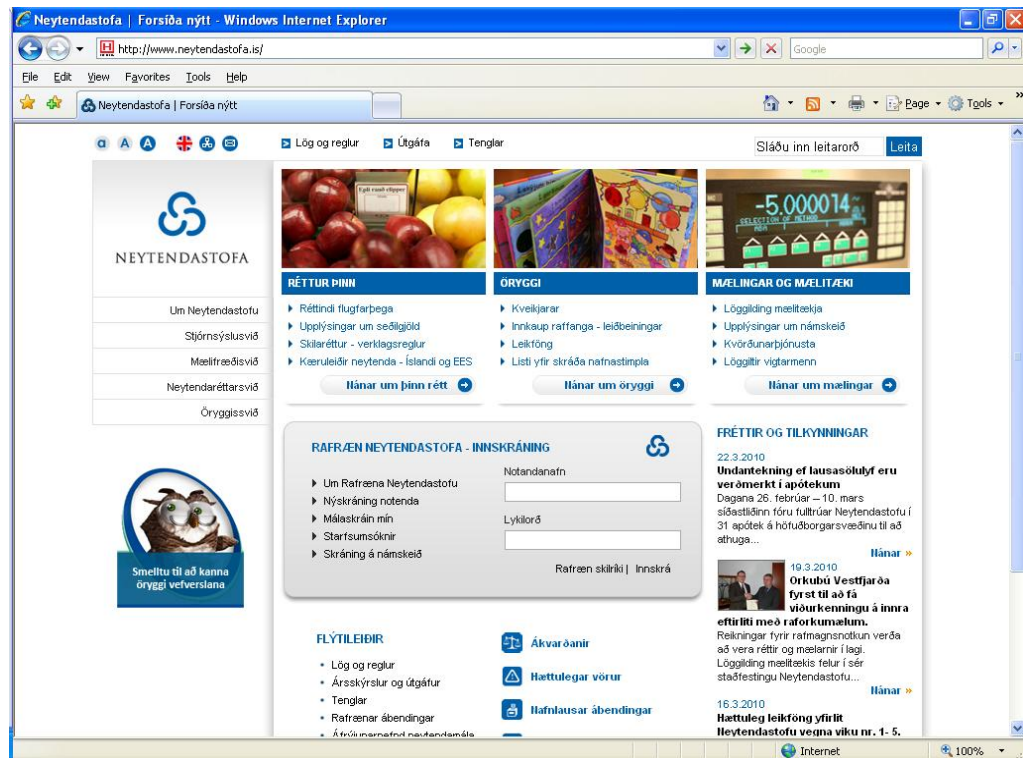 Neytendastofa | Forsíða nýtt - Windows Internet Explorer
http://www.neytendastofa.is/
Google
File Edit View Favorites Tools Help
Neytendastofa | Forsíða nýtt
Page Tools
a A A
Lög og reglur Útgáfa Tenglar
Sláðu inn leitarorð Leita
NEYTENDASTOFA
Um Neytendastofu
Stjórnsýslusvið
Mælifræðisvið
Neytendaréttarsvið
Öryggissvið
Smelltu til að kanna
öryggi vefverslana
Epli rauð clipper
RÉTTUR ÞINN
Réttindi flugfarþega
Upplýsingar um seðilgjöld
Skilaréttur - verklagsreglur
Kæruleiðir neytenda - Íslandi og EES
Nánar um þinn rétt
ÖRYGGI
Kveikjarar
Innkaup raffanga - leiðbeiningar
Leikföng
Listi yfir skráða nafnastimpla
Nánar um öryggi
-5.000014
SELECTION OF METHOD
MÆLINGAR OG MÆLITÆKI
Löggilding mælitækja
Upplýsingar um námskeið
Kvörðunarþjónusta
Löggiltir vigtarmenn
Nánar um mælingar
RAFRÆN NEYTENDASTOFA - INNSKRÁNING
Um Rafræna Neytendastofu
Nýskráning notenda
Málaskráin mín
Starfsumsóknir
Skráning á námskeið
Notandanafn
Lykilorð
Rafræn skilríki | Innskrá
FLÝTILEIÐIR
Lög og reglur
Ársskýrslur og útgáfur
Tenglar
Rafrænar ábendingar
Áfrýjunarnefnd neytendamála
Ákvarðanir
Hættulegar vörur
Nafnlausar ábendingar
FRÉTTIR OG TILKYNNINGAR
22.3.2010
Undantekning ef lausasölulyf eru
verðmerkt í apótekum
Dagana 26. febrúar – 10. mars
síðastliðinn fóru fulltrúar Neytendastofu í
31 apótek á höfuðborgarsvæðinu til að
athuga...
Nánar »
19.3.2010
Orkubú Vestfjarða
fyrst til að fá
viðurkenningu á innra
eftirliti með raforkumælum.
Reikningar fyrir rafmagnsnotkun verða
að vera réttir og mælarnir í lagi.
Löggilding mælitækis felur í sér
staðfestingu Neytendastofu...
Nánar »
16.3.2010
Hættuleg leikföng yfirlit
Neytendastofu vegna viku nr. 1- 5.
Internet 100%